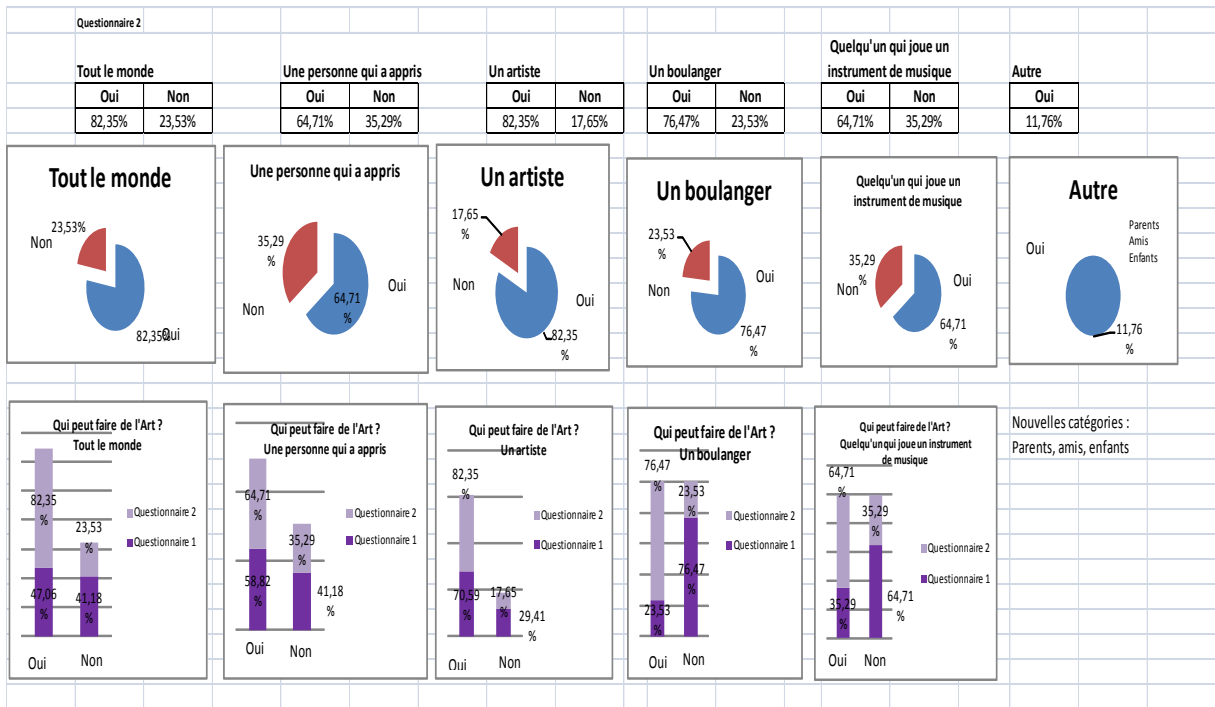 Questionnaire 2
Tout le monde
Une personne qui a appris
Un artiste
Un boulanger
Quelqu'un qui joue un
instrument de musique
Autre
Oui Non
Oui Non
Oui Non
Oui Non
Oui Non
Oui
82,35% 23,53%
64,71% 35,29%
82,35% 17,65%
76,47% 23,53%
64,71% 35,29%
11,76%
Tout le monde
23,53%
Non
82,35%
Oui
Une personne qui a appris
35,29
%
Non
Oui
64,71
%
Un artiste
17,65
%
Non
Oui
82,35
%
Un boulanger
23,53
%
Non
Oui
76,47
%
Quelqu'un qui joue un
instrument de musique
35,29
%
Non
Oui
64,71
%
Autre
Parents
Amis
Enfants
Oui
11,76
%
Qui peut faire de l'Art ?
Tout le monde
82,35
%
23,53
%
47,06
%
41,18
%
Questionnaire 2
Questionnaire 1
Oui Non
Qui peut faire de l'Art ?
Une personne qui a appris
64,71
%
35,29
%
58,82
%
41,18
%
Questionnaire 2
Questionnaire 1
Oui Non
Qui peut faire de l'Art ?
Un artiste
82,35
%
17,65
%
70,59
%
29,41
%
Questionnaire 2
Questionnaire 1
Oui Non
Qui peut faire de l'Art ?
Un boulanger
76,47
%
23,53
%
76,47
%
23,53
%
Questionnaire 2
Questionnaire 1
Oui Non
Qui peut faire de l'Art ?
Quelqu'un qui joue un instrument
de musique
64,71
%
35,29
%
35,29
%
64,71
%
Questionnaire 2
Questionnaire 1
Oui Non
Nouvelles catégories :
Parents, amis, enfants